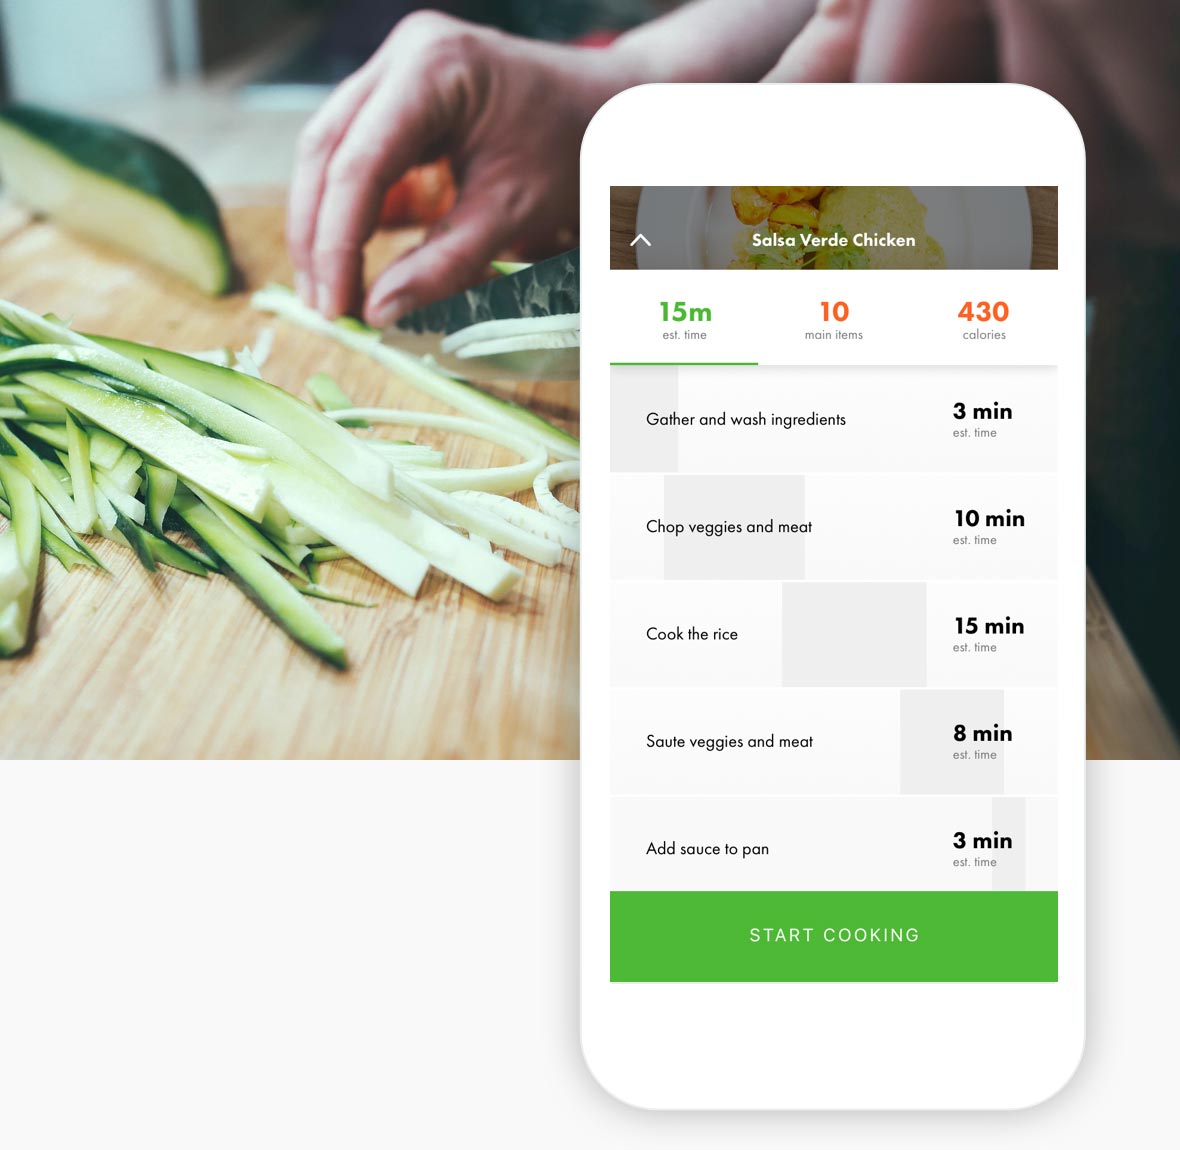 Salsa Verde Chicken
15m
est. time
10
main items
430
calories
Gather and wash ingredients
3 min
est. time
Chop veggies and meat
10 min
est. time
Cook the rice
15 min
est. time
Saute veggies and meat
8 min
est. time
Add sauce to pan
3 min
est. time
START COOKING